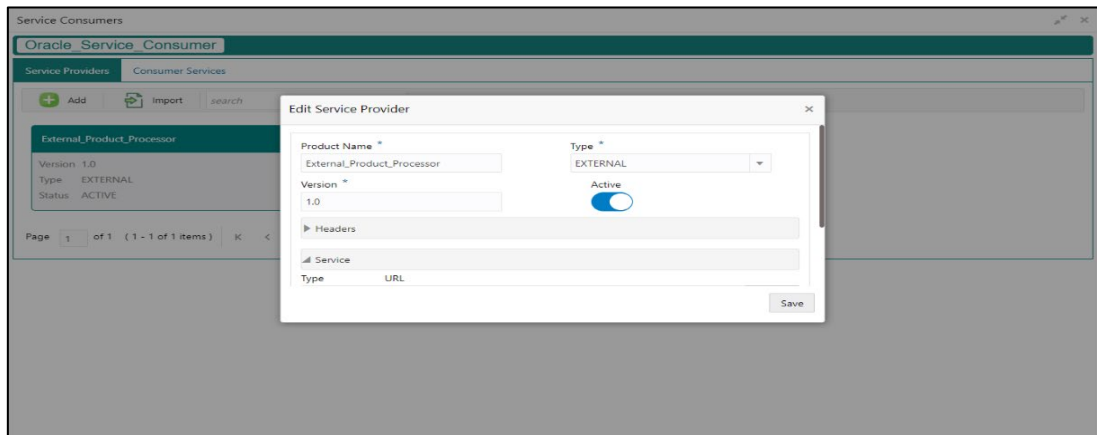 Service Consumers
Oracle_Service_Consumer
Service Providers Consumer Services
Add Import search
External_Product_Processor
Version 1.0
Type EXTERNAL
Status ACTIVE
Page 1 of 1 ( 1 - 1 of 1 items )
Edit Service Provider
Product Name *
External_Product_Processor
Type *
EXTERNAL
Version *
1.0
Active
Headers
Service
Type URL
Save